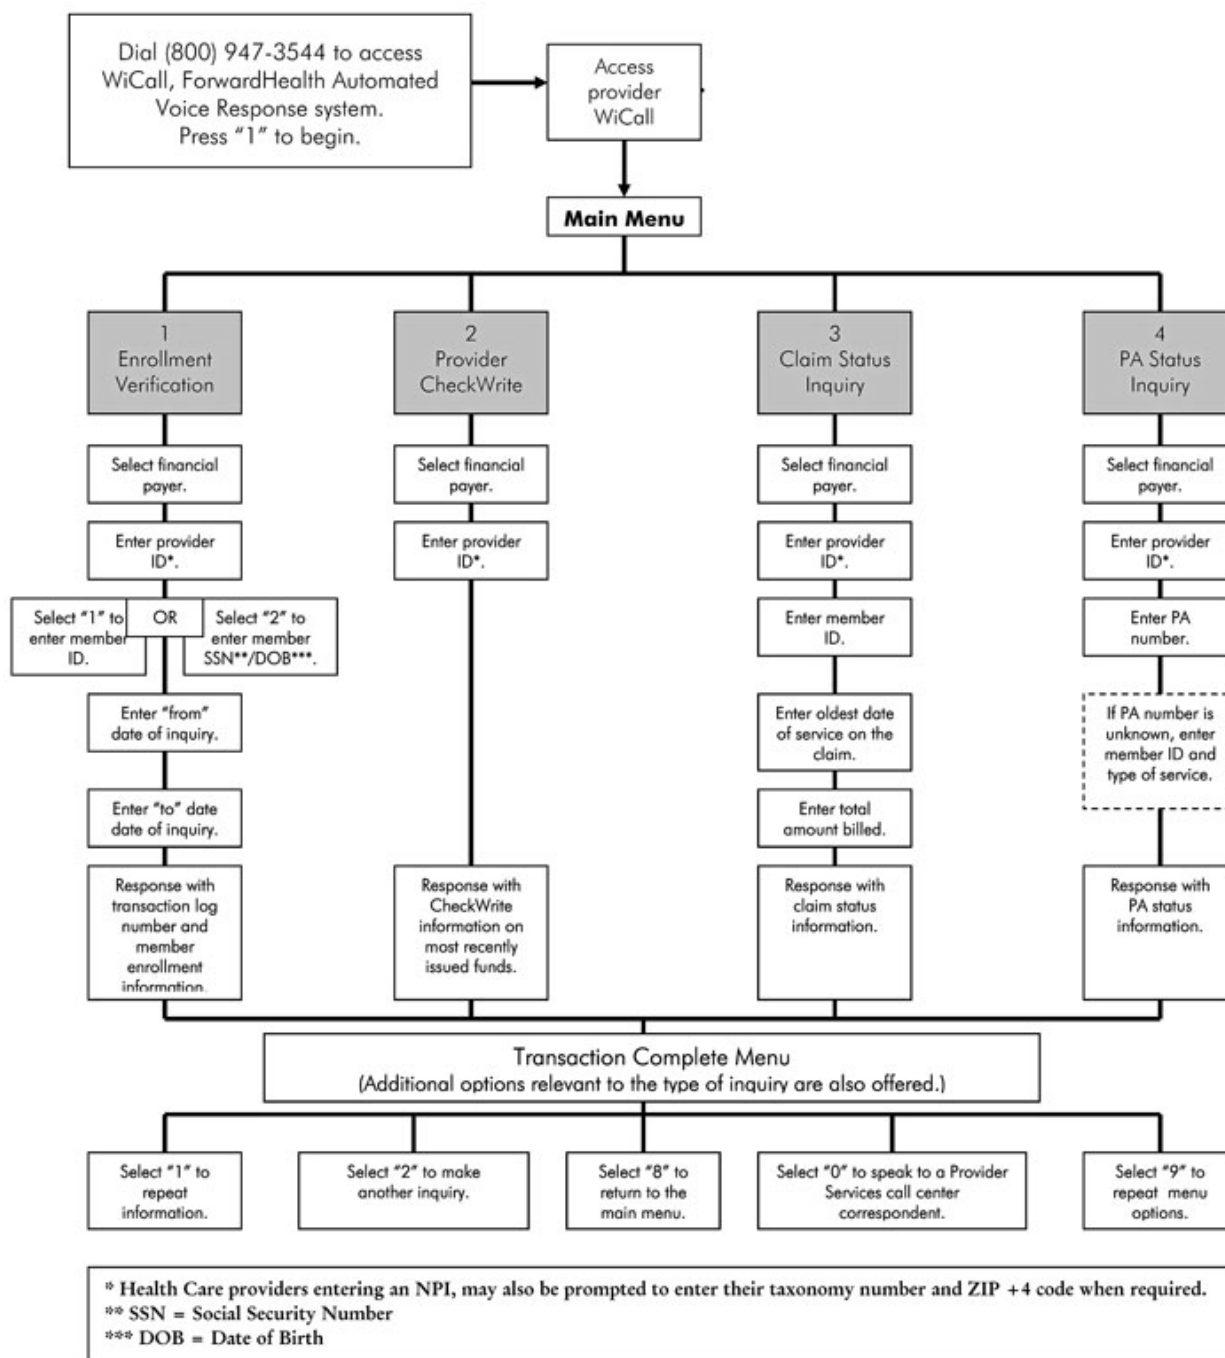 Dial (800) 947-3544 to access
WiCall, ForwardHealth Automated
Voice Response system.
Press “1” to begin.
Access
provider
WiCall
Main Menu
1
Enrollment
Verification
2
Provider
CheckWrite
3
Claim Status
Inquiry
4
PA Status
Inquiry
Select financial
payer.
Select financial
payer.
Select financial
payer.
Select financial
payer.
Enter provider
ID*.
Enter provider
ID*.
Enter provider
ID*.
Enter provider
ID*.
Select “1” to
enter member
ID.
OR
Select “2” to
enter member
SSN**/DOB***.
Enter member
ID.
Enter PA
number.
Enter “from”
date of inquiry.
Enter oldest date
of service on the
claim.
If PA number is
unknown, enter
member ID and
type of service.
Enter “to” date
date of inquiry.
Enter total
amount billed.
Response with
transaction log
number and
member
enrollment
information.
Response with
CheckWrite
information on
most recently
issued funds.
Response with
claim status
information.
Response with
PA status
information.
Transaction Complete Menu
(Additional options relevant to the type of inquiry are also offered.)
Select “1” to
repeat
information.
Select “2” to make
another inquiry.
Select “8” to
return to the
main menu.
Select “0” to speak to a Provider
Services call center
correspondent.
Select “9” to
repeat menu
options.
* Health Care providers entering an NPI, may also be prompted to enter their taxonomy number and ZIP +4 code when required.
** SSN = Social Security Number
*** DOB = Date of Birth